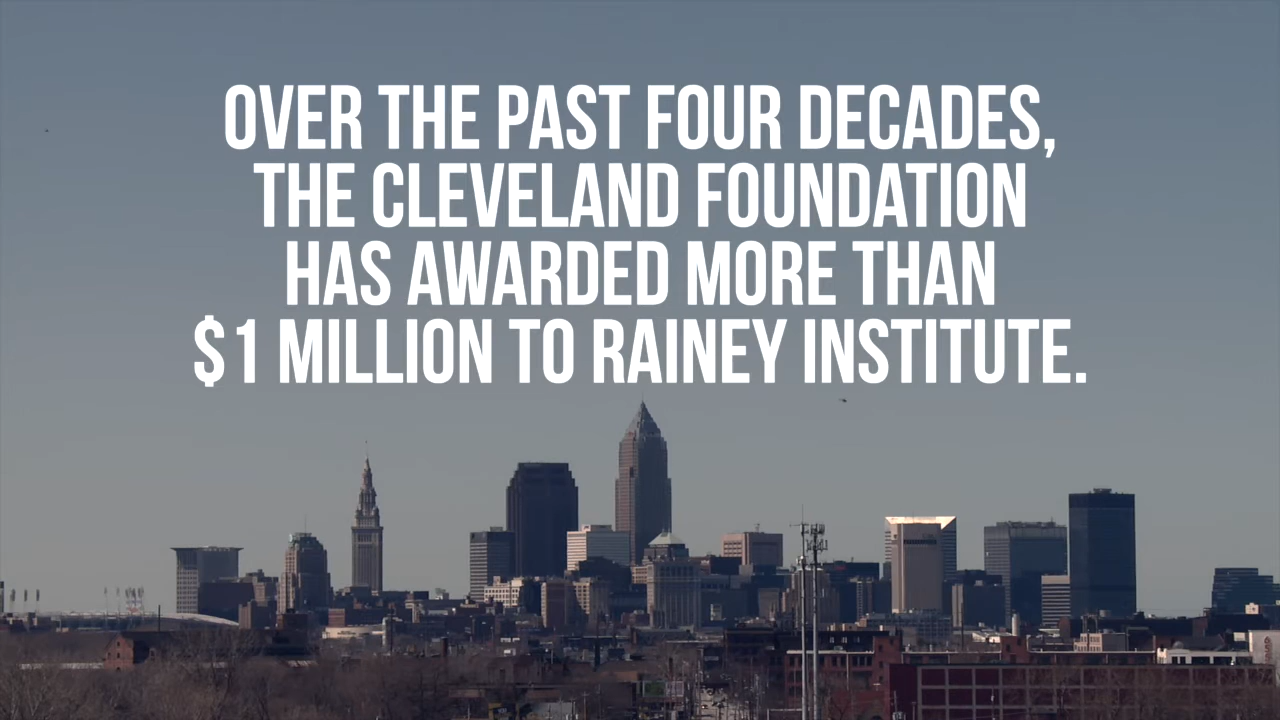 OVER THE PAST FOUR DECADES,
THE CLEVELAND FOUNDATION
HAS AWARDED MORE THAN
$1 MILLION TO RAINEY INSTITUTE.